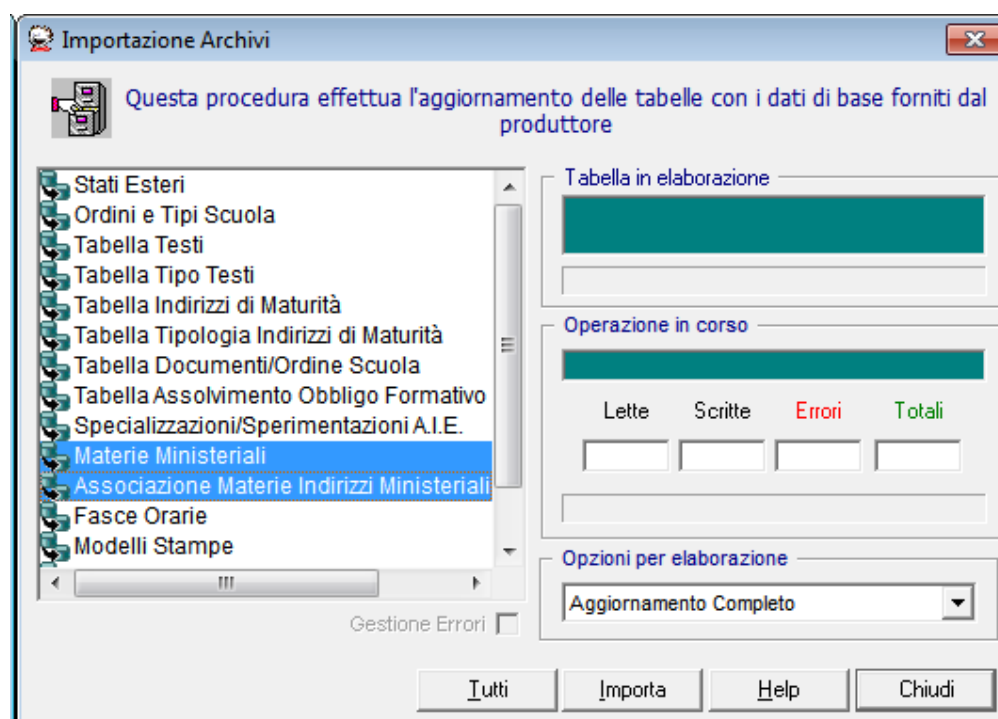 Importazione Archivi
Questa procedura effettua l'aggiornamento delle tabelle con i dati di base forniti dal
produttore
Stati Esteri
Ordini e Tipi Scuola
Tabella Testi
Tabella Tipo Testi
Tabella Indirizzi di Maturità
Tabella Tipologia Indirizzi di Maturità
Tabella Documenti/Ordine Scuola
Tabella Assolvimento Obbligo Formativo
Specializzazioni/Sperimentazioni A.I.E.
Materie Ministeriali
Associazione Materie Indirizzi Ministeriali
Fasce Orarie
Modelli Stampe
Gestione Errori
Tabella in elaborazione
Operazione in corso
Lette Scritte Errori Totali
Opzioni per elaborazione
Aggiornamento Completo
Tutti Importa Help Chiudi